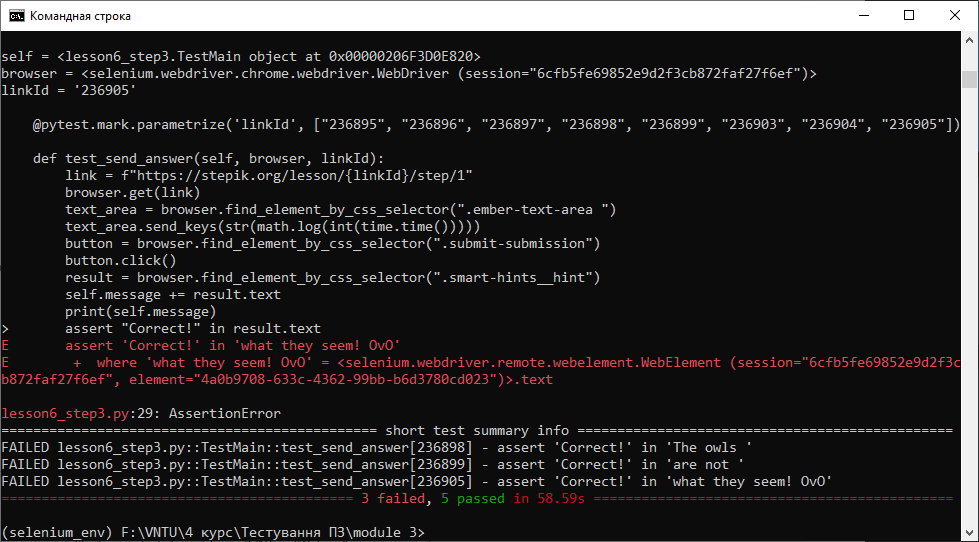 Командная строка
self = <lesson6_step3.TestMain object at 0x00000206F3D0E820>
browser = <selenium.webdriver.chrome.webdriver.WebDriver (session="6cfb5fe69852e9d2f3cb872faf27f6ef")>
linkId = '236905'
    @pytest.mark.parametrize('linkId', ["236895", "236896", "236897", "236898", "236899", "236903", "236904", "236905"])
    def test_send_answer(self, browser, linkId):
        link = f"https://stepik.org/lesson/{linkId}/step/1"
        browser.get(link)
        text_area = browser.find_element_by_css_selector(".ember-text-area ")
        text_area.send_keys(str(math.log(int(time.time()))))
        button = browser.find_element_by_css_selector(".submit-submission")
        button.click()
        result = browser.find_element_by_css_selector(".smart-hints__hint")
        self.message += result.text
        print(self.message)
>       assert "Correct!" in result.text
E       assert 'Correct!' in 'what they seem! OvO'
E        +  where 'what they seem! OvO' = <selenium.webdriver.remote.webelement.WebElement (session="6cfb5fe69852e9d2f3c
b872faf27f6ef", element="4a0b9708-633c-4362-99bb-b6d3780cd023")>.text
lesson6_step3.py:29: AssertionError
=============================================== short test summary info ===============================================
FAILED lesson6_step3.py::TestMain::test_send_answer[236898] - assert 'Correct!' in 'The owls '
FAILED lesson6_step3.py::TestMain::test_send_answer[236899] - assert 'Correct!' in 'are not '
FAILED lesson6_step3.py::TestMain::test_send_answer[236905] - assert 'Correct!' in 'what they seem! OvO'
============================================ 3 failed, 5 passed in 58.59s =============================================
(selenium_env) F:\VNTU\4 курс\Тестування ПЗ\module 3>